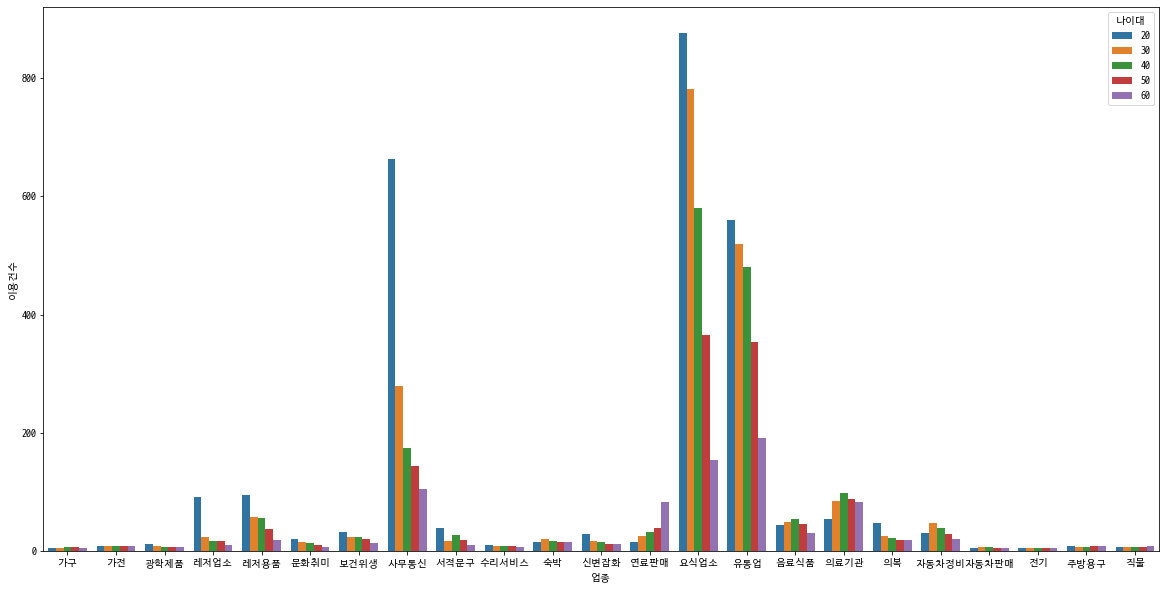 나이대
20
30
40
50
60
800
600
400
200
0
이용건수
가구 가전 광학제품 레저업소 레저용품 문화취미 보건위생 사무통신 서적문구 수리서비스 숙박 신변잡화 연료판매 요식업소 유통업 음료식품 의료기관 의복 자동차정비 자동차판매 전기 주방용구 직물
업종